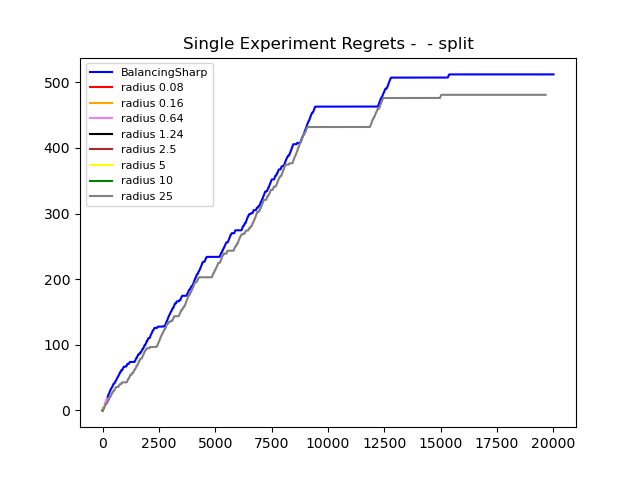 Single Experiment Regrets -  - split
BalancingSharp
radius 0.08
radius 0.16
radius 0.64
radius 1.24
radius 2.5
radius 5
radius 10
radius 25
500
400
300
200
100
0
0 2500 5000 7500 10000 12500 15000 17500 20000